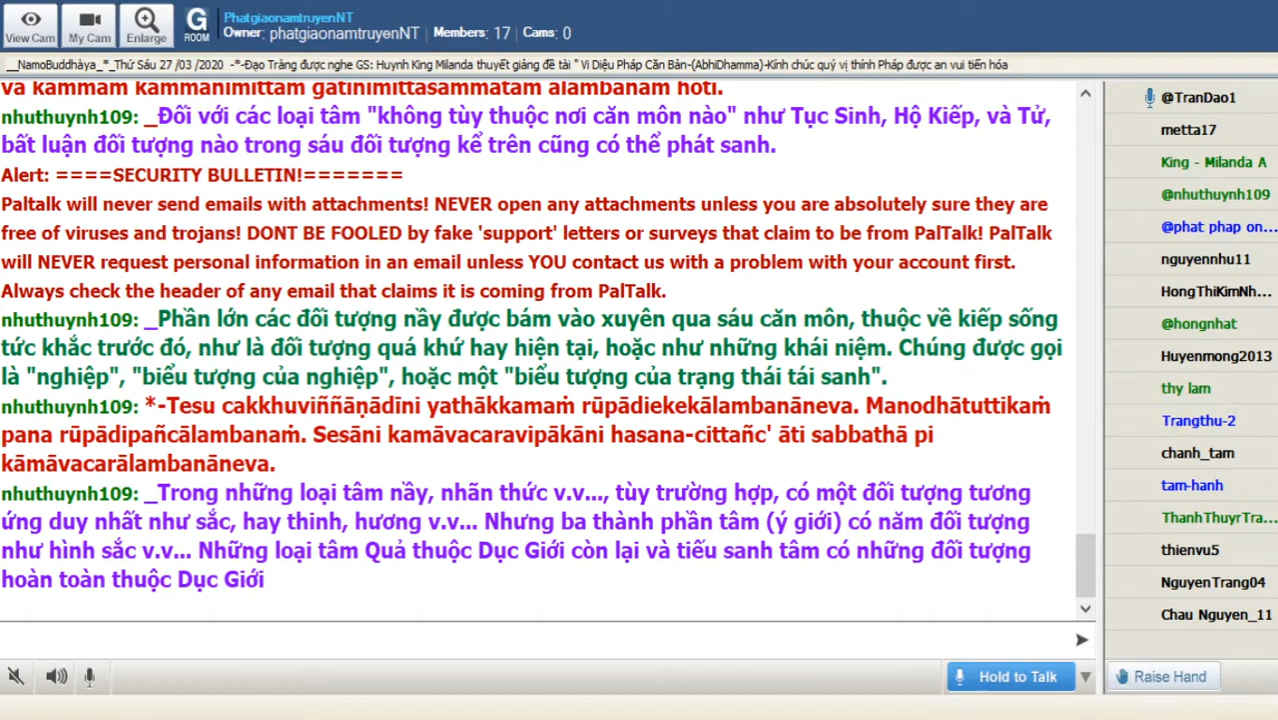 View Cam
My Cam
Enlarge
G
ROOM
PhatgiaonamtruyenNT
Owner: phatgiaonamtruyenNT | Members: 17 | Cams: 0
__NamoBuddhàya_*_Thứ Sáu 27 /03 /2020 -*-Đạo Tràng được nghe GS: Huynh King Milanda thuyết giảng đề tài " Vi Diệu Pháp Căn Bản-(AbhiDhamma)-Kính chúc quý vị thính Pháp được an vui tiến hóa
va kammam kammanimittam gatinimittasammatam alambanam hoti.
nhuthuynh109: _Đối với các loại tâm "không tùy thuộc nơi căn môn nào" như Tục Sinh, Hộ Kiếp, và Tử,
bất luận đối tượng nào trong sáu đối tượng kể trên cũng có thể phát sanh.
Alert: ====SECURITY BULLETIN!=======
Paltalk will never send emails with attachments! NEVER open any attachments unless you are absolutely sure they are
free of viruses and trojans! DONT BE FOOLED by fake 'support' letters or surveys that claim to be from PalTalk! PalTalk
will NEVER request personal information in an email unless YOU contact us with a problem with your account first.
Always check the header of any email that claims it is coming from PalTalk.
nhuthuynh109: _Phần lớn các đối tượng nầy được bám vào xuyên qua sáu căn môn, thuộc về kiếp sống
tức khắc trước đó, như là đối tượng quá khứ hay hiện tại, hoặc như những khái niệm. Chúng được gọi
là "nghiệp", "biểu tượng của nghiệp", hoặc một "biểu tượng của trạng thái tái sanh".
nhuthuynh109: *-Tesu cakkhuviññāṇādīni yathākkamaṁ rūpādiekekālambanāneva. Manodhātuttikaṁ
pana rūpādipañcālambanaṁ. Sesāni kamāvacaravipākāni hasana-cittañc' āti sabbathā pi
kāmāvacarālambanāneva.
nhuthuynh109: _Trong những loại tâm nầy, nhãn thức v.v..., tùy trường hợp, có một đối tượng tương
ứng duy nhất như sắc, hay thinh, hương v.v... Nhưng ba thành phần tâm (ý giới) có năm đối tượng
như hình sắc v.v... Những loại tâm Quả thuộc Dục Giới còn lại và tiếu sanh tâm có những đối tượng
hoàn toàn thuộc Dục Giới
@TranDao1
metta17
King - Milanda A
@nhuthuynh109
@phat phap on...
nguyennhu11
HongThiKimNh...
@hongnhat
Huyenmong2013
thy lam
Trangthu-2
chanh_tam
tam-hanh
ThanhThuyrTra...
thienvu5
NguyenTrang04
Chau Nguyen_11
Hold to Talk
Raise Hand